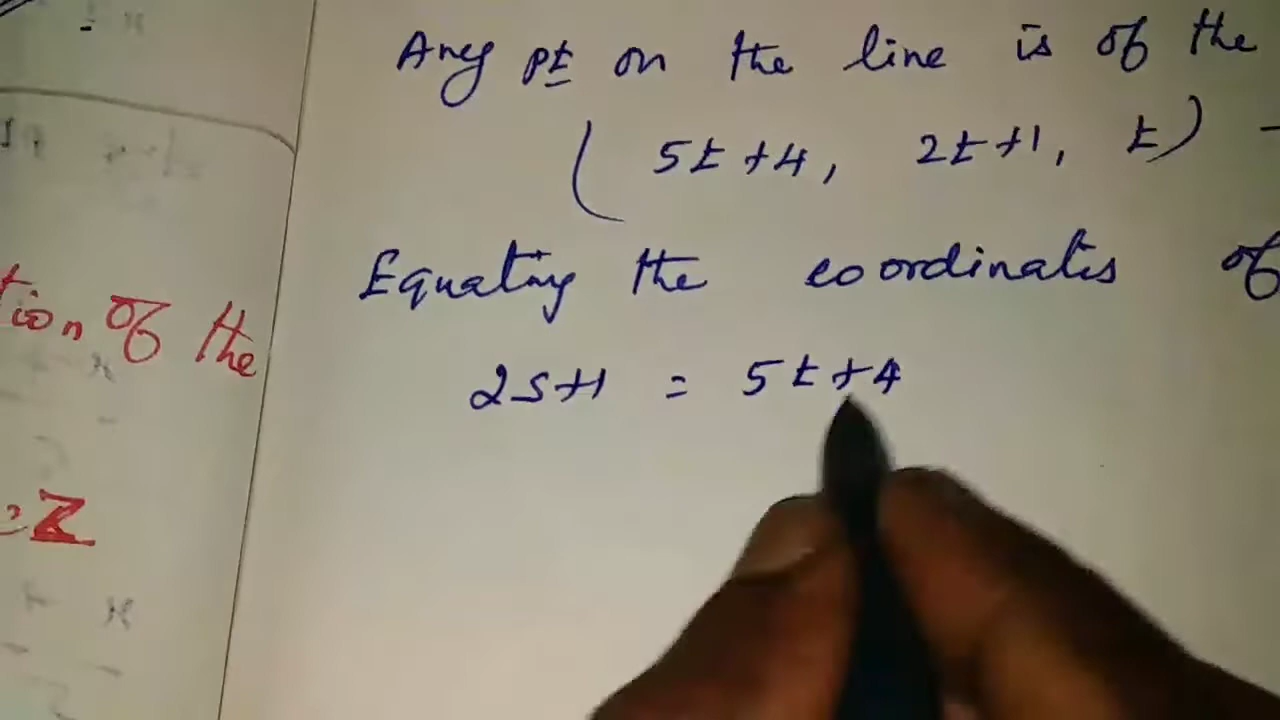 Any pt on the line is of the
(5t+4, 2t+1, t) -
Equating the coordinates of
2s+1 = 5t+4
tion of the
=Z